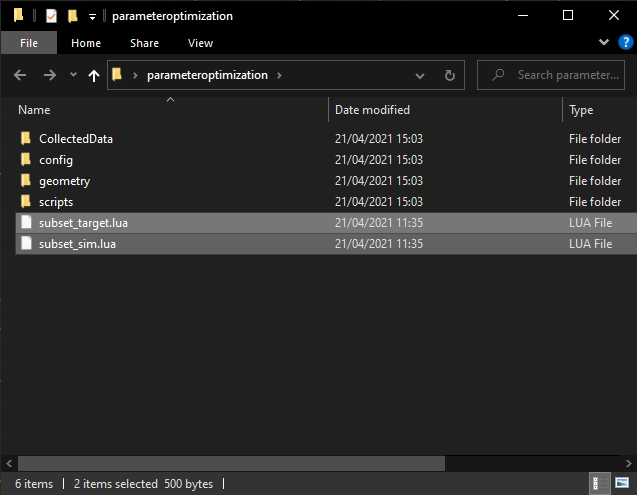 parameteroptimization
File Home Share View
parameteroptimization Search parameter...
Name Date modified Type
CollectedData 21/04/2021 15:03 File folder
config 21/04/2021 15:03 File folder
geometry 21/04/2021 15:03 File folder
scripts 21/04/2021 15:03 File folder
subset_target.lua 21/04/2021 11:35 LUA File
subset_sim.lua 21/04/2021 11:35 LUA File
6 items 2 items selected 500 bytes